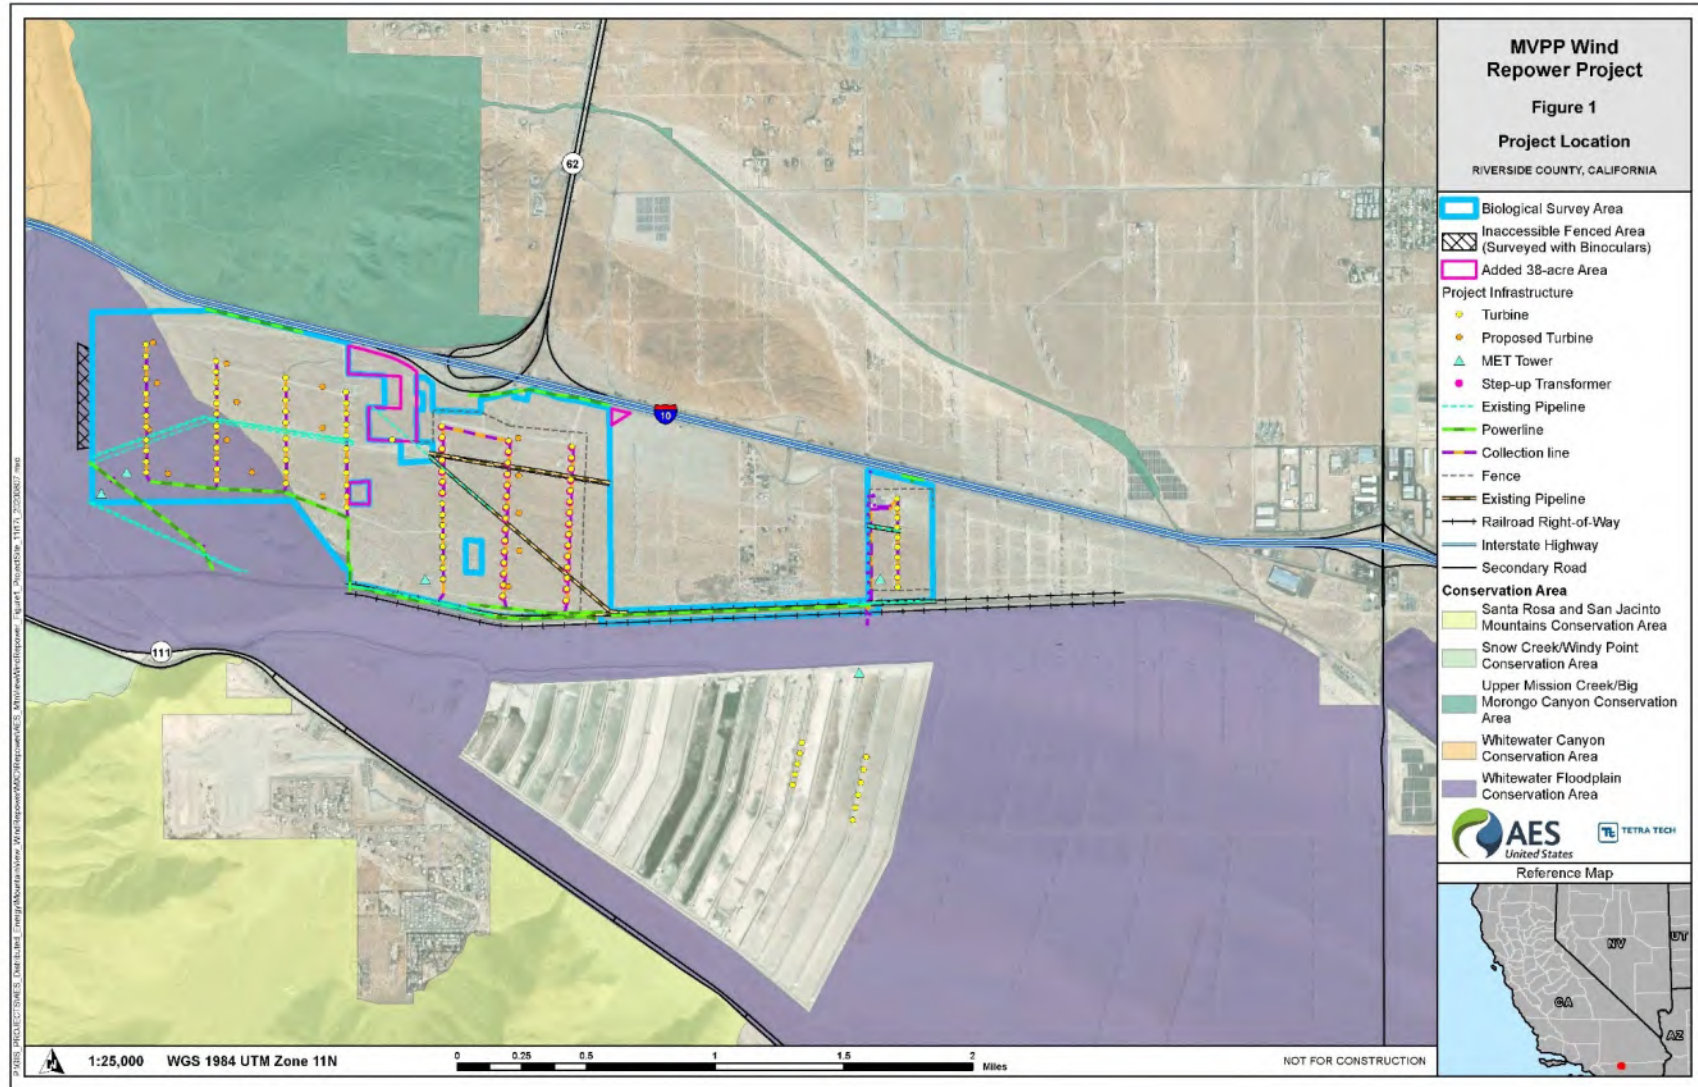 MVPP Wind
Repower Project
Figure 1
Project Location
RIVERSIDE COUNTY, CALIFORNIA
Biological Survey Area
Inaccessible Fenced Area
(Surveyed with Binoculars)
Added 38-acre Area
Project Infrastructure
Turbine
Proposed Turbine
MET Tower
Step-up Transformer
Existing Pipeline
Powerline
Collection line
Fence
Existing Pipeline
Railroad Right-of-Way
Interstate Highway
Secondary Road
Conservation Area
Santa Rosa and San Jacinto
Mountains Conservation Area
Snow Creek/Windy Point
Conservation Area
Upper Mission Creek/Big
Morongo Canyon Conservation
Area
Whitewater Canyon
Conservation Area
Whitewater Floodplain
Conservation Area
AES
United States
TETRA TECH
Reference Map
NV
UT
CA
AZ
62
10
111
N
1:25,000 WGS 1984 UTM Zone 11N
0 0.25 0.5 1 1.5 2
Miles
NOT FOR CONSTRUCTION